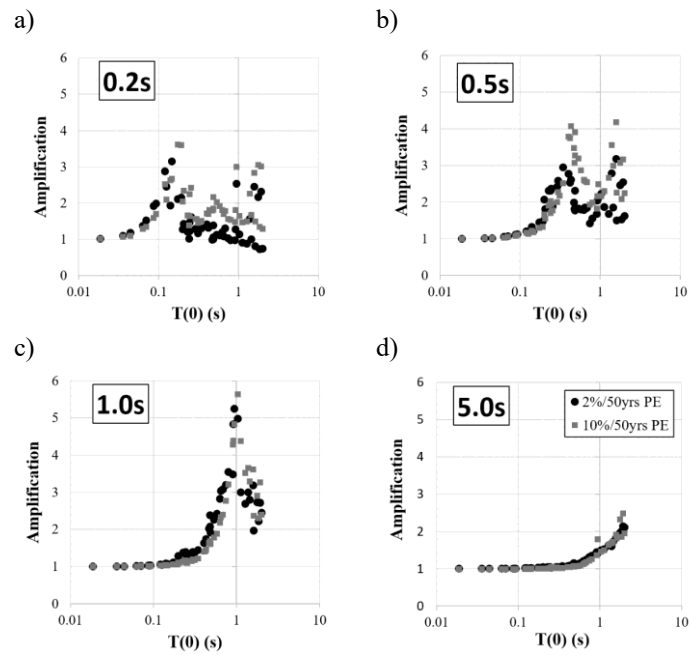 a)
b)
0.2s
0.5s
Amplification
Amplification
6
5
4
3
2
1
0
6
5
4
3
2
1
0
0.01 0.1 1 10
0.01 0.1 1 10
T(0) (s)
T(0) (s)
c)
d)
1.0s
5.0s
2%/50yrs PE
10%/50yrs PE
Amplification
Amplification
6
5
4
3
2
1
0
6
5
4
3
2
1
0
0.01 0.1 1 10
0.01 0.1 1 10
T(0) (s)
T(0) (s)